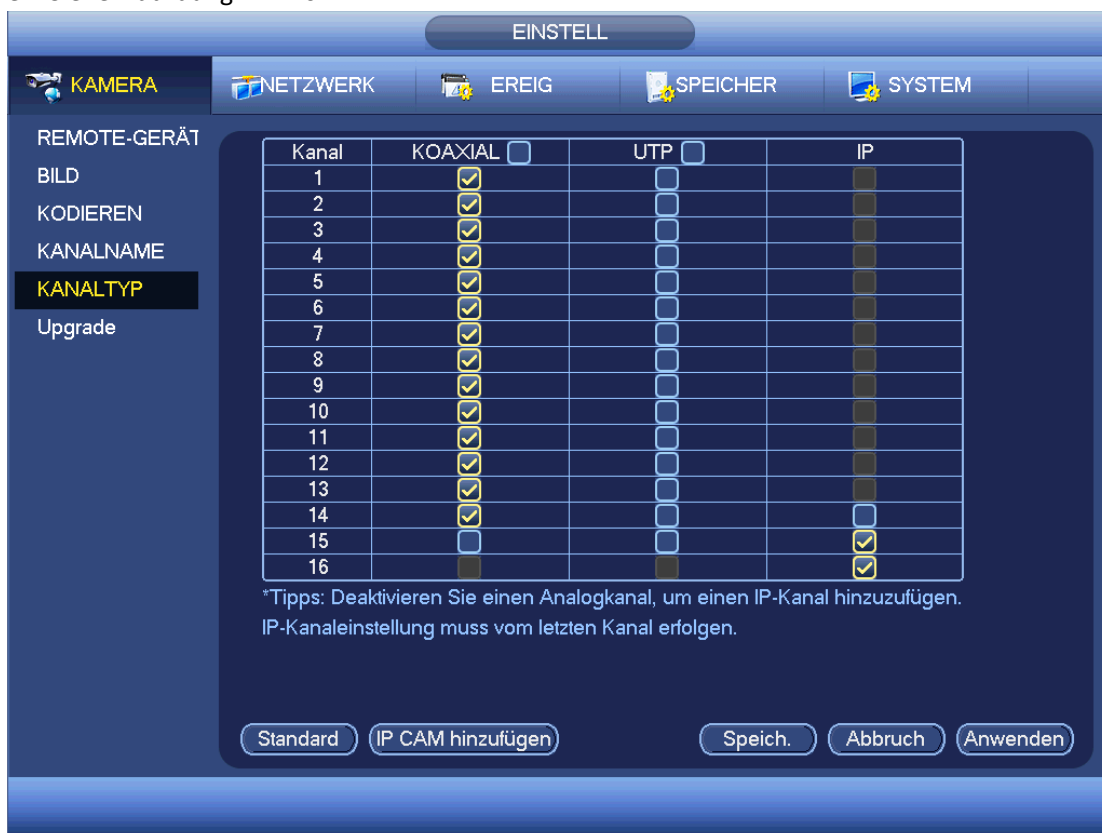 EINSTELL
KAMERA NETZWERK EREIG SPEICHER SYSTEM
REMOTE-GERÄT
BILD
KODIEREN
KANALNAME
KANALTYP
Upgrade
Kanal KOAXIAL UTP IP
1
2
3
4
5
6
7
8
9
10
11
12
13
14
15
16
*Tipps: Deaktivieren Sie einen Analogkanal, um einen IP-Kanal hinzuzufügen.
IP-Kanaleinstellung muss vom letzten Kanal erfolgen.
Standard IP CAM hinzufügen Speich. Abbruch Anwenden